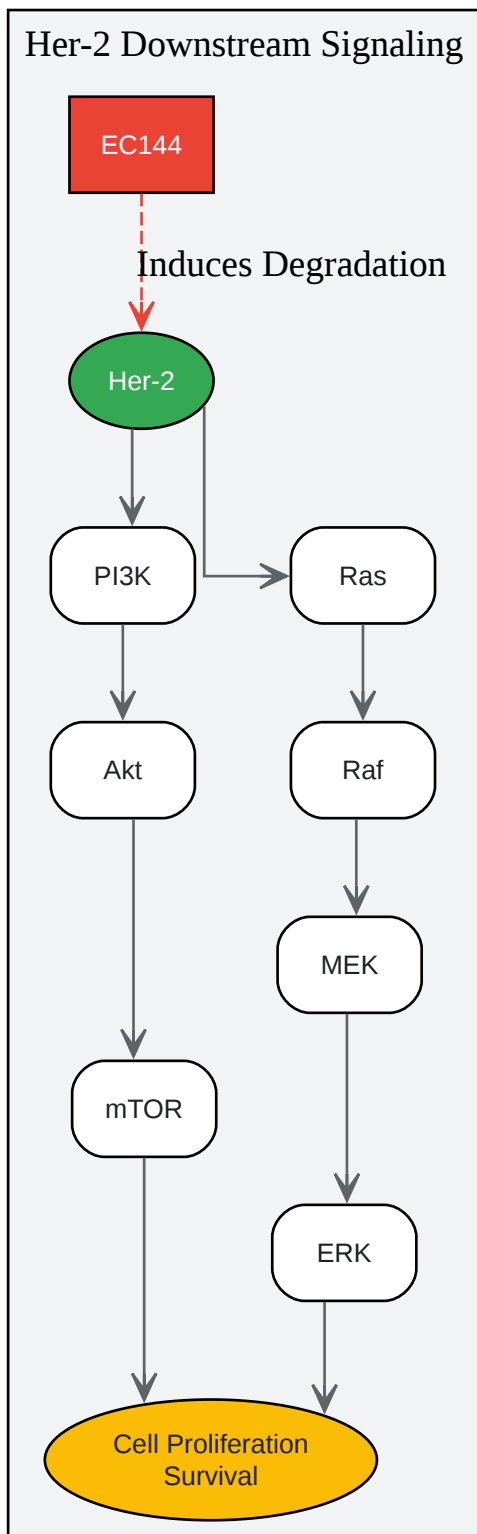 Her-2 Downstream Signaling
EC144
Induces Degradation
Her-2
PI3K
Ras
Akt
Raf
MEK
mTOR
ERK
Cell Proliferation
Survival